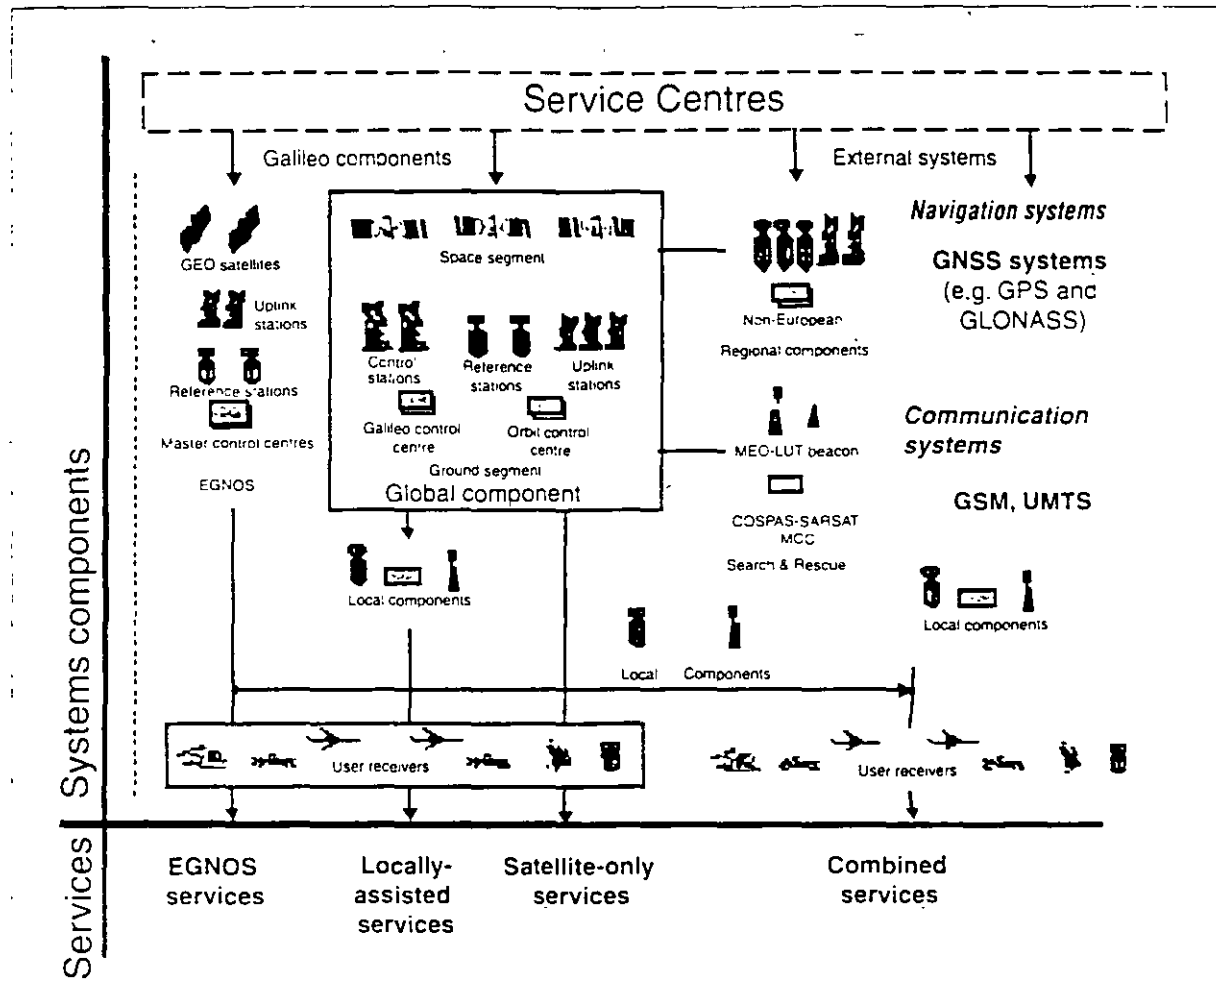 Service Centres
Galileo components
External systems
GEO satellites
Uplink
stations
Reference stations
Master control centres
EGNOS
Space segment
Control
stations
Reference
stations
Uplink
stations
Galileo control
centre
Orbit control
centre
Ground segment
Global component
Local components
Non-European
Regional components
MEO-LUT beacon
COSPAS-SARSAT
MCC
Search & Rescue
Local Components
Navigation systems
GNSS systems
(e.g. GPS and
GLONASS)
Communication
systems
GSM, UMTS
Local components
User receivers
User receivers
Systems components
Services
EGNOS
services
Locally-
assisted
services
Satellite-only
services
Combined
services